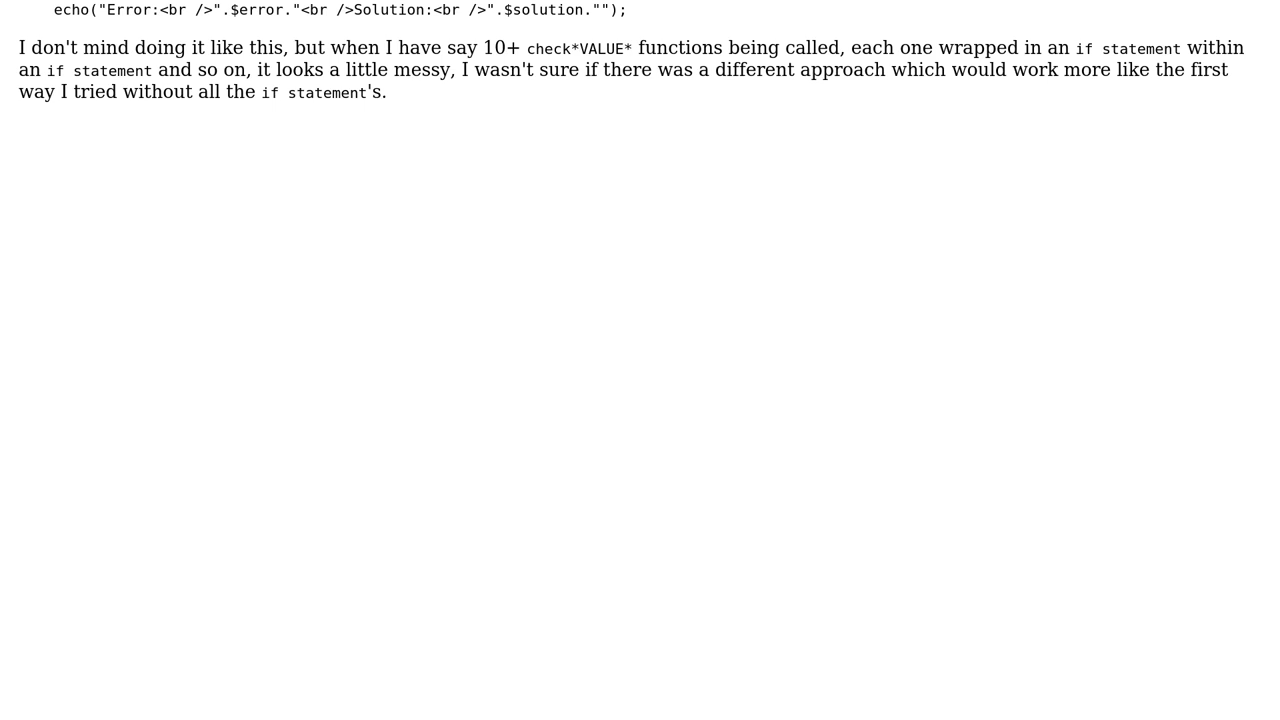 echo("Error:<br />".$error."<br />Solution:<br />".$solution."");
I don't mind doing it like this, but when I have say 10+ check*VALUE* functions being called, each one wrapped in an if statement within
an if statement and so on, it looks a little messy, I wasn't sure if there was a different approach which would work more like the first
way I tried without all the if statement's.